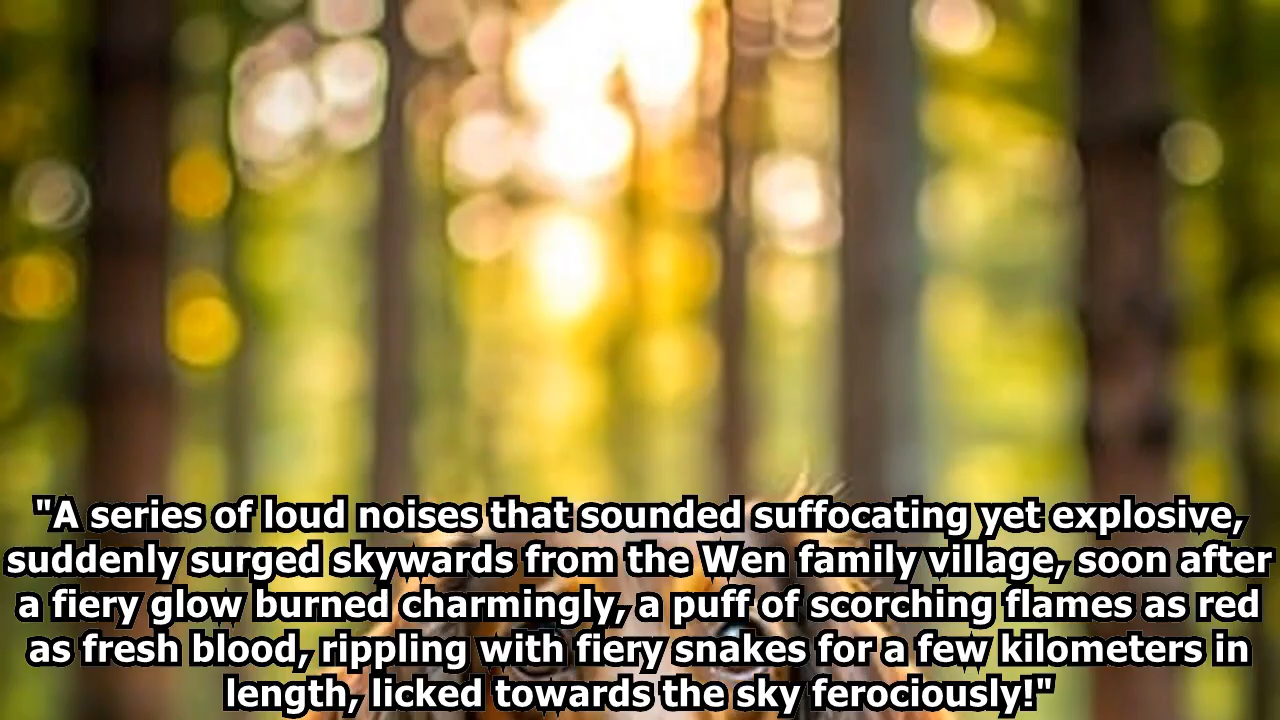 "A series of loud noises that sounded suffocating yet explosive,
suddenly surged skywards from the Wen family village, soon after
a fiery glow burned charmingly, a puff of scorching flames as red
as fresh blood, rippling with fiery snakes for a few kilometers in
length, licked towards the sky ferociously!"